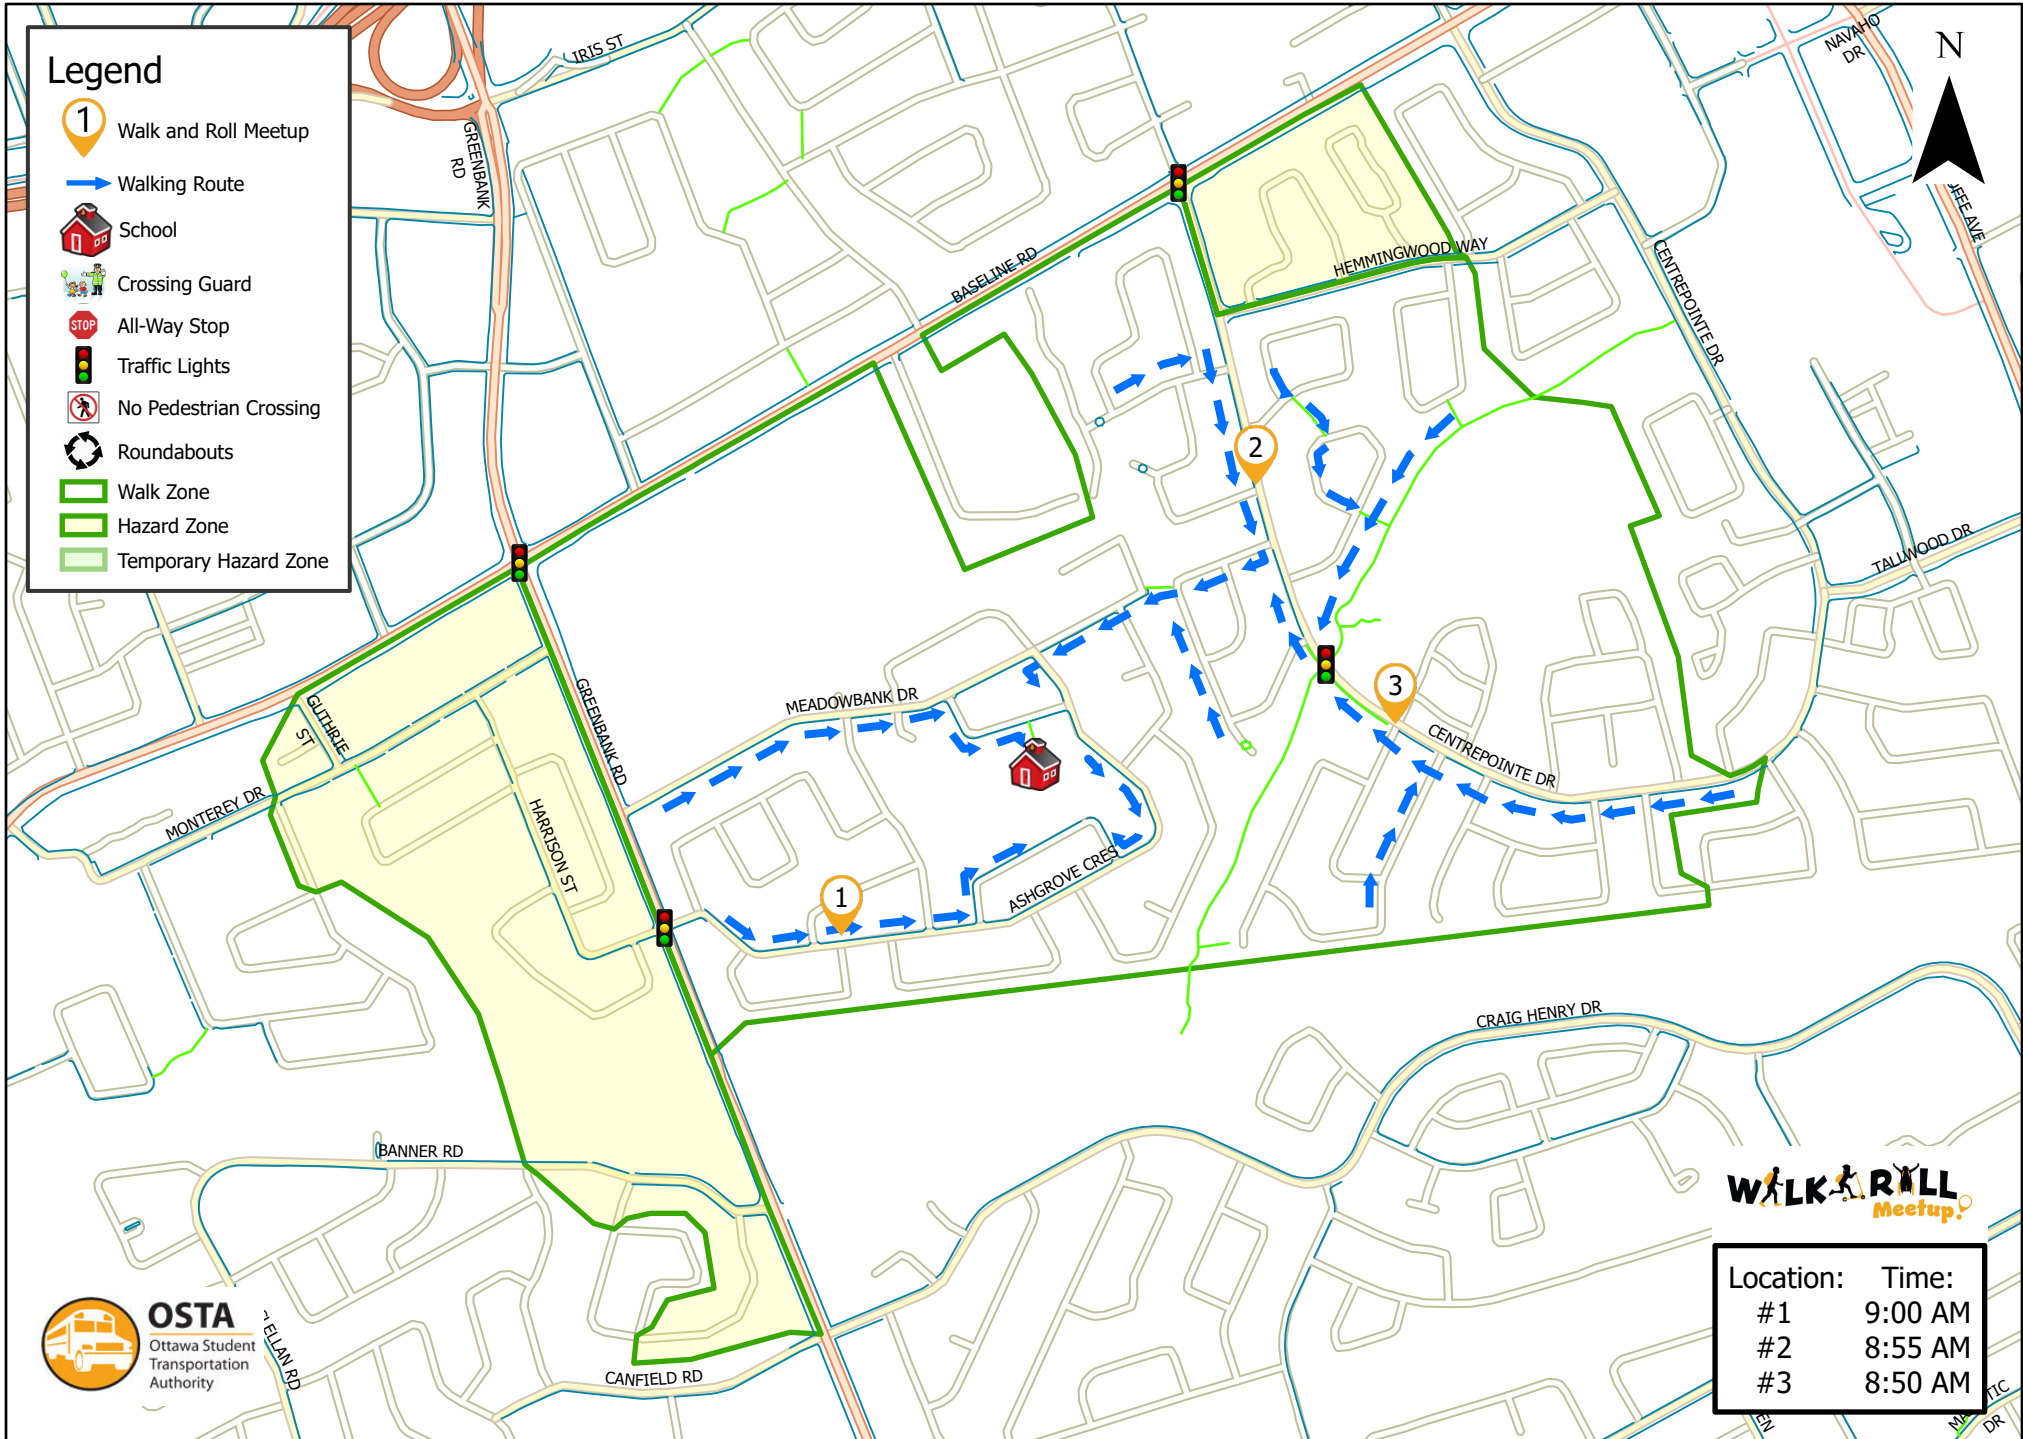 Legend
1
Walk and Roll Meetup
Walking Route
School
Crossing Guard
STOP
All-Way Stop
Traffic Lights
No Pedestrian Crossing
Roundabouts
Walk Zone
Hazard Zone
Temporary Hazard Zone
IRIS ST
GREENBANK
RD
NAVAHO
DR
N
BASELINE RD
HEMMINGWOOD WAY
CENTREPOINTE DR
TALLWOOD DR
2
3
GUTHRIE
ST
GREENBANK RD
MEADOWBANK DR
CENTREPOINTE DR
MONTEREY DR
HARRISON ST
1
ASHGROVE CRES
CRAIG HENRY DR
BANNER RD
CANFIELD RD
WALK & ROLL
Meetup
OSTA
Ottawa Student
Transportation
Authority
Location: Time:
#1 9:00 AM
#2 8:55 AM
#3 8:50 AM
DR